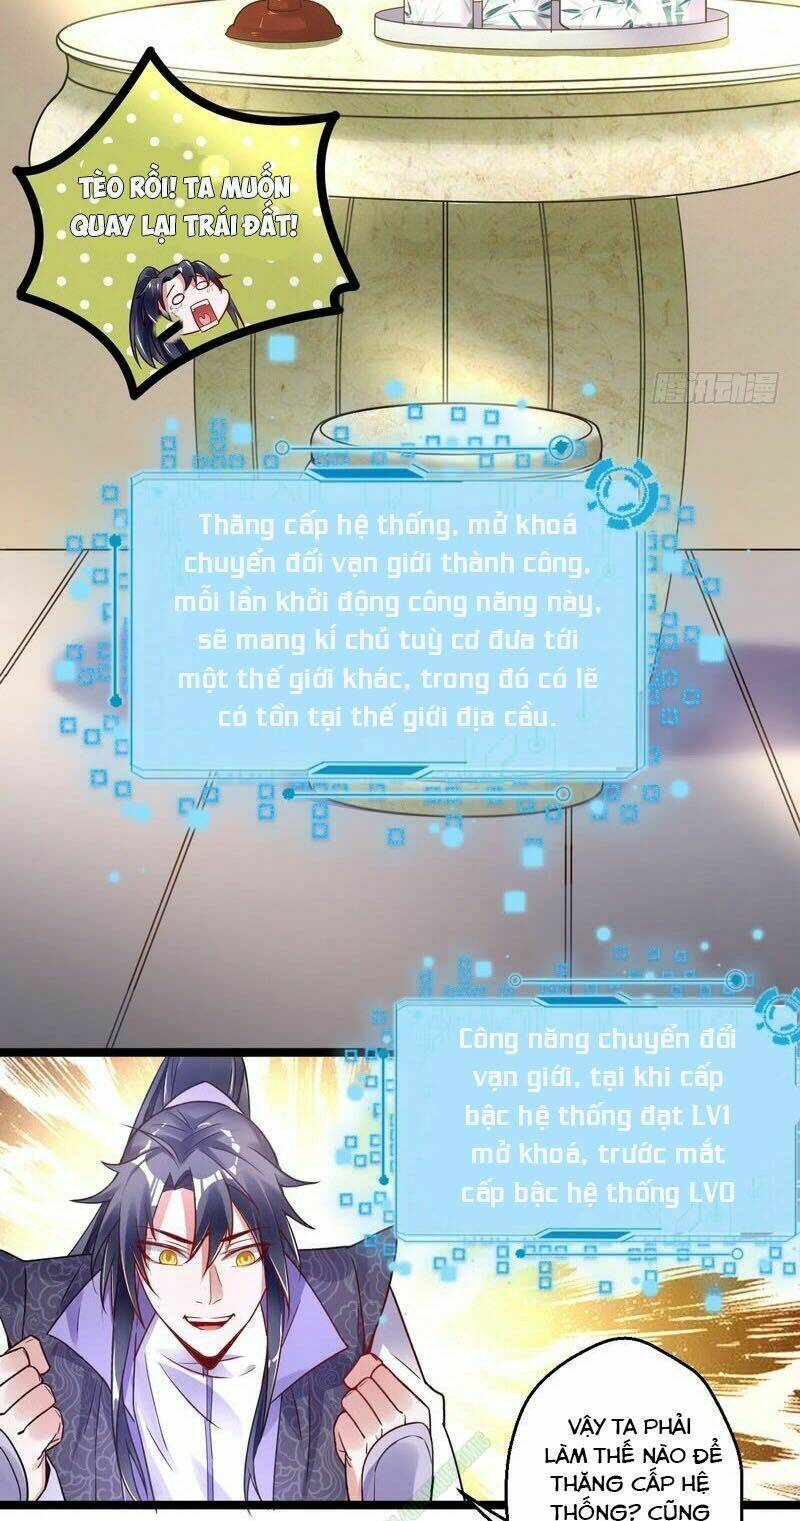 TÈO RỒI! TA MUỐN
QUAY LẠI TRÁI ĐẤT!
腾讯动漫
Thăng cấp hệ thống, mở khoá
chuyển đổi vạn giới thành công,
mỗi lần khởi động công năng này,
sẽ mang kí chủ tuỳ cơ đưa tới
một thế giới khác, trong đó có lẽ
có tồn tại thế giới địa cầu.
Công năng chuyển đổi
vạn giới, tại khi cấp
bậc hệ thống đạt LV1
mở khoá, trước mắt
cấp bậc hệ thống LV0
VẬY TA PHẢI
LÀM THẾ NÀO ĐỂ
THĂNG CẤP HỆ
THỐNG? CŨNG